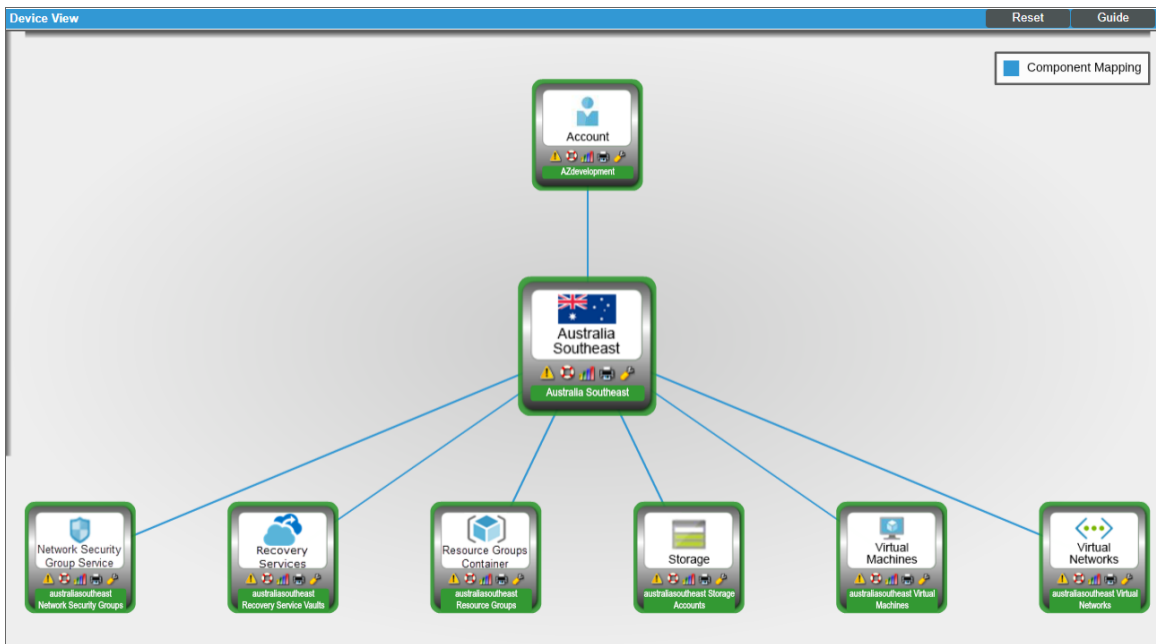 Device View
Reset
Guide
Component Mapping
Account
AZdevelopment
Australia
Southeast
Australia Southeast
Network Security
Group Service
australiasoutheast
Network Security Groups
Recovery
Services
australiasoutheast
Recovery Service Vaults
Resource Groups
Container
australiasoutheast
Resource Groups
Storage
australiasoutheast Storage
Accounts
Virtual
Machines
australiasoutheast Virtual
Machines
Virtual
Networks
australiasoutheast Virtual
Networks